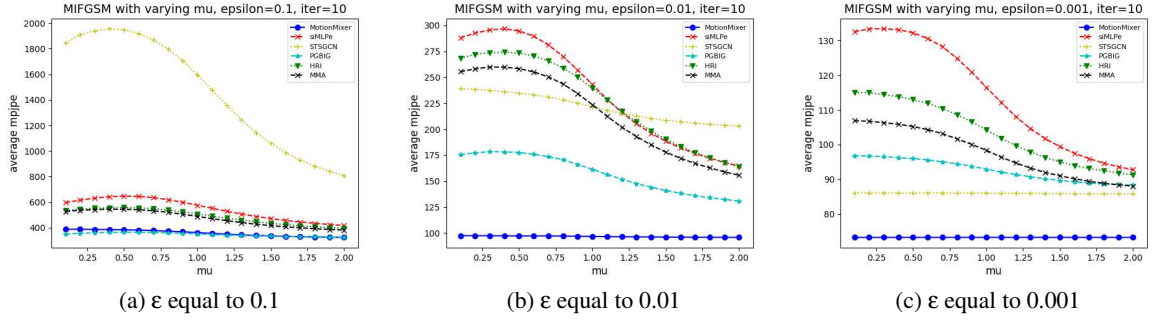 MIFGSM with varying mu, epsilon=0.1, iter=10
2000
1800
1600
1400
1200
1000
800
600
400
average mpjpe
0.25 0.50 0.75 1.00 1.25 1.50 1.75 2.00
mu
MotionMixer
siMLPe
STSGCN
PGBIG
HRI
MMA
(a) ε equal to 0.1
MIFGSM with varying mu, epsilon=0.01, iter=10
300
275
250
225
200
175
150
125
100
average mpjpe
0.25 0.50 0.75 1.00 1.25 1.50 1.75 2.00
mu
MotionMixer
siMLPe
STSGCN
PGBIG
HRI
MMA
(b) ε equal to 0.01
MIFGSM with varying mu, epsilon=0.001, iter=10
130
120
110
100
90
80
average mpjpe
0.25 0.50 0.75 1.00 1.25 1.50 1.75 2.00
mu
MotionMixer
siMLPe
STSGCN
PGBIG
HRI
MMA
(c) ε equal to 0.001